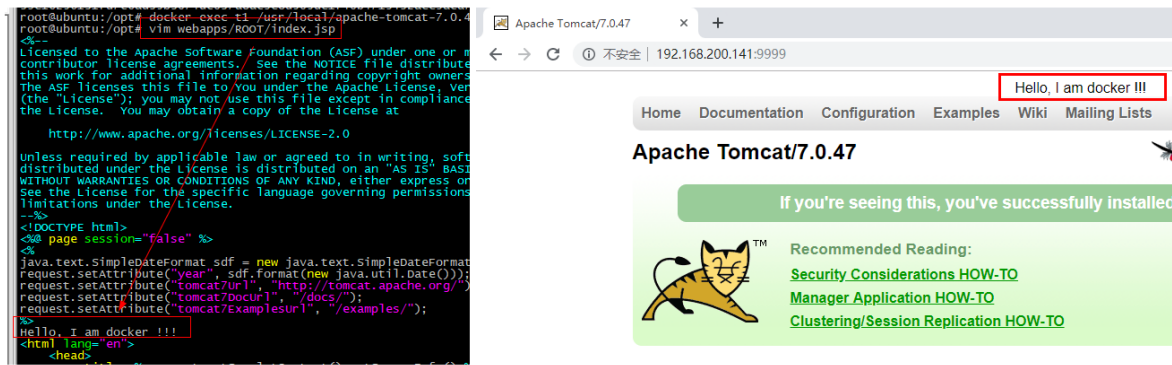 root@ubuntu:/opt# docker exec t1 /usr/local/apache-tomcat-7.0.4
root@ubuntu:/opt# vim webapps/ROOT/index.jsp
<%--
Licensed to the Apache Software Foundation (ASF) under one or m
contributor license agreements.  See the NOTICE file distribute
this work for additional information regarding copyright owners
The ASF licenses this file to You under the Apache License, Ver
(the "License"); you may not use this file except in compliance
the License.  You may obtain a copy of the License at
http://www.apache.org/licenses/LICENSE-2.0
Unless required by applicable law or agreed to in writing, soft
distributed under the License is distributed on an "AS IS" BASI
WITHOUT WARRANTIES OR CONDITIONS OF ANY KIND, either express or
See the License for the specific language governing permissions
limitations under the License.
--%>
<!DOCTYPE html>
<%@ page session="false" %>
<%
java.text.SimpleDateFormat sdf = new java.text.SimpleDateFormat
request.setAttribute("year", sdf.format(new java.util.Date()));
request.setAttribute("tomcat7Url", "http://tomcat.apache.org/")
request.setAttribute("tomcat7DocUrl", "/docs/");
request.setAttribute("tomcat7ExamplesUrl", "/examples/");
%>
Hello, I am docker !!!
<html lang="en">
<head>
Apache Tomcat/7.0.47
不安全 192.168.200.141:9999
Hello, I am docker !!!
Home Documentation Configuration Examples Wiki Mailing Lists
Apache Tomcat/7.0.47
If you're seeing this, you've successfully installed
TM
Recommended Reading:
Security Considerations HOW-TO
Manager Application HOW-TO
Clustering/Session Replication HOW-TO